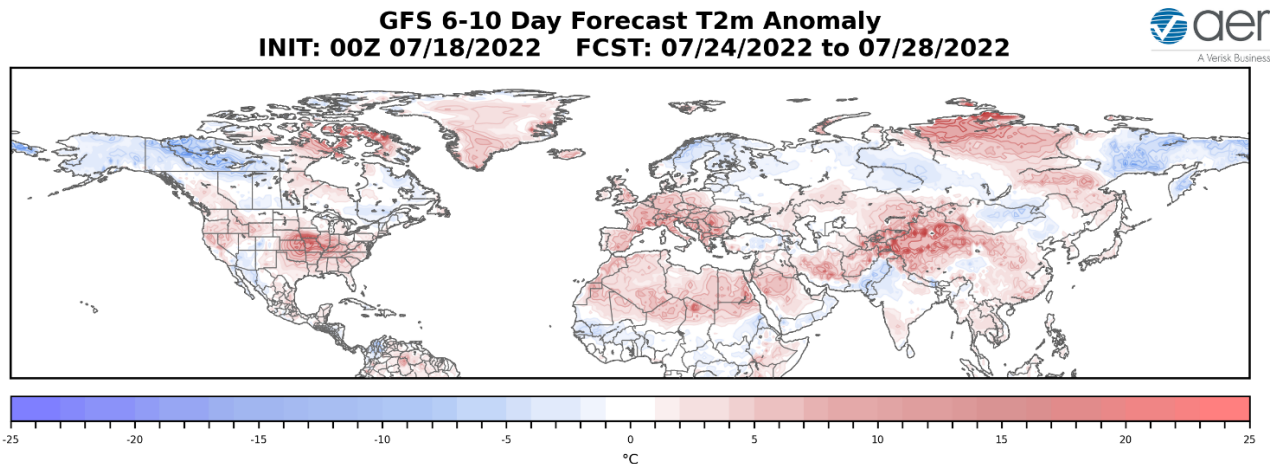 GFS 6-10 Day Forecast T2m Anomaly
INIT: 00Z 07/18/2022    FCST: 07/24/2022 to 07/28/2022
aer
A Verisk Business
-25 -20 -15 -10 -5 0 5 10 15 20 25
°C